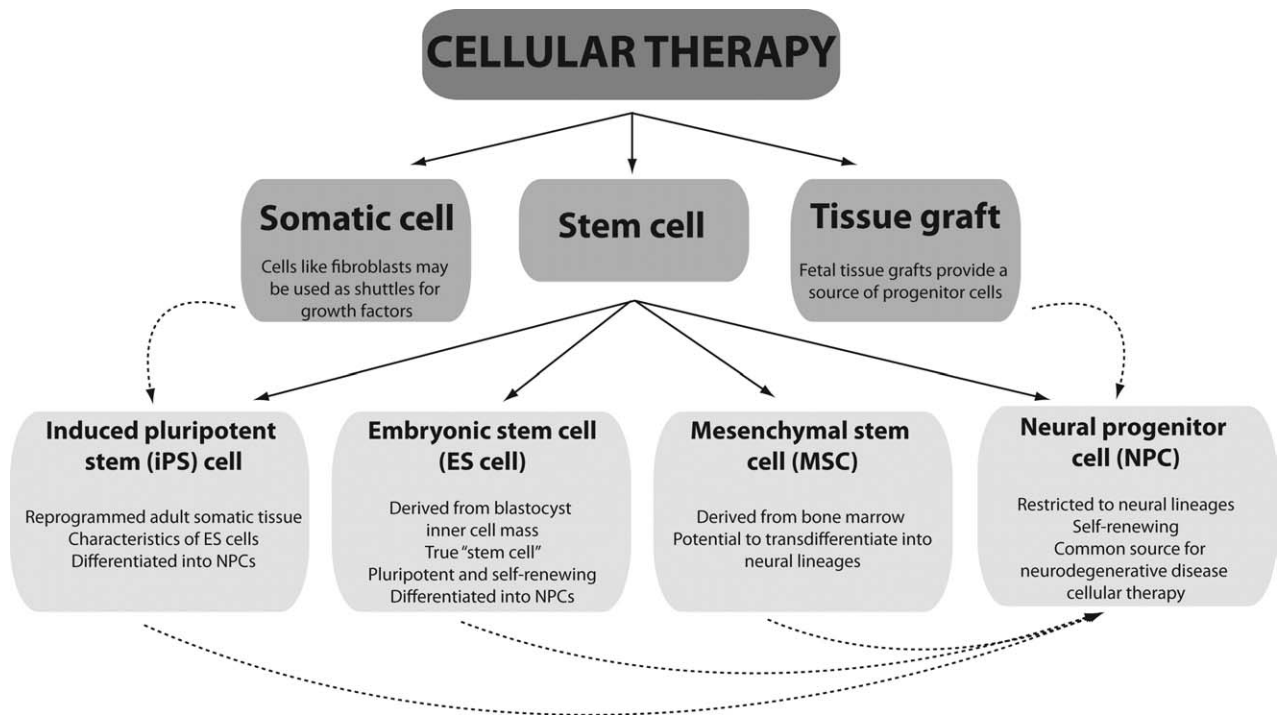 CELLULAR THERAPY
Somatic cell
Cells like fibroblasts may
be used as shuttles for
growth factors
Stem cell
Tissue graft
Fetal tissue grafts provide a
source of progenitor cells
Induced pluripotent
stem (iPS) cell
Reprogrammed adult somatic tissue
Characteristics of ES cells
Differentiated into NPCs
Embryonic stem cell
(ES cell)
Derived from blastocyst
inner cell mass
True “stem cell”
Pluripotent and self-renewing
Differentiated into NPCs
Mesenchymal stem
cell (MSC)
Derived from bone marrow
Potential to transdifferentiate into
neural lineages
Neural progenitor
cell (NPC)
Restricted to neural lineages
Self-renewing
Common source for
neurodegenerative disease
cellular therapy